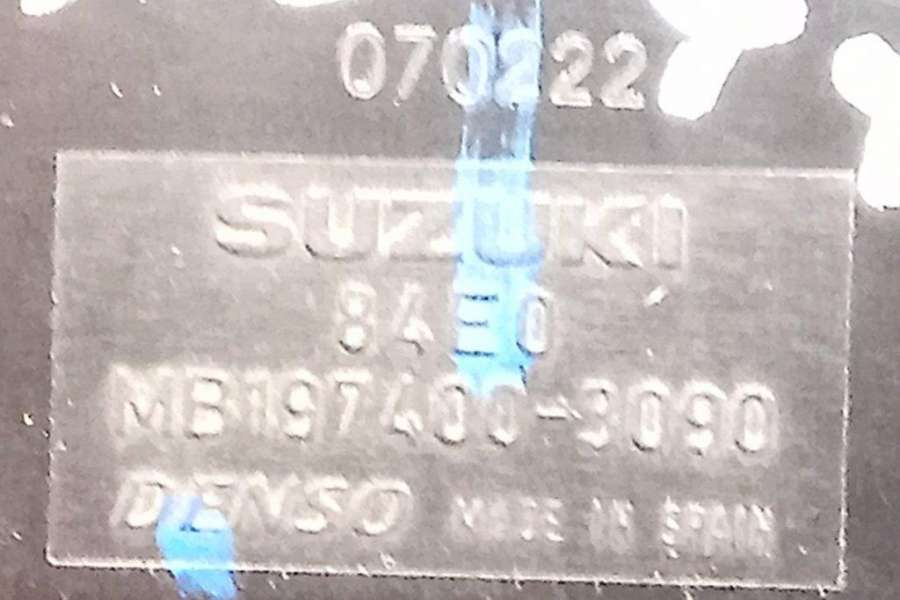 070222
SUZUKI
84E0
MB197400-3090
DENSO MADE IN SPAIN